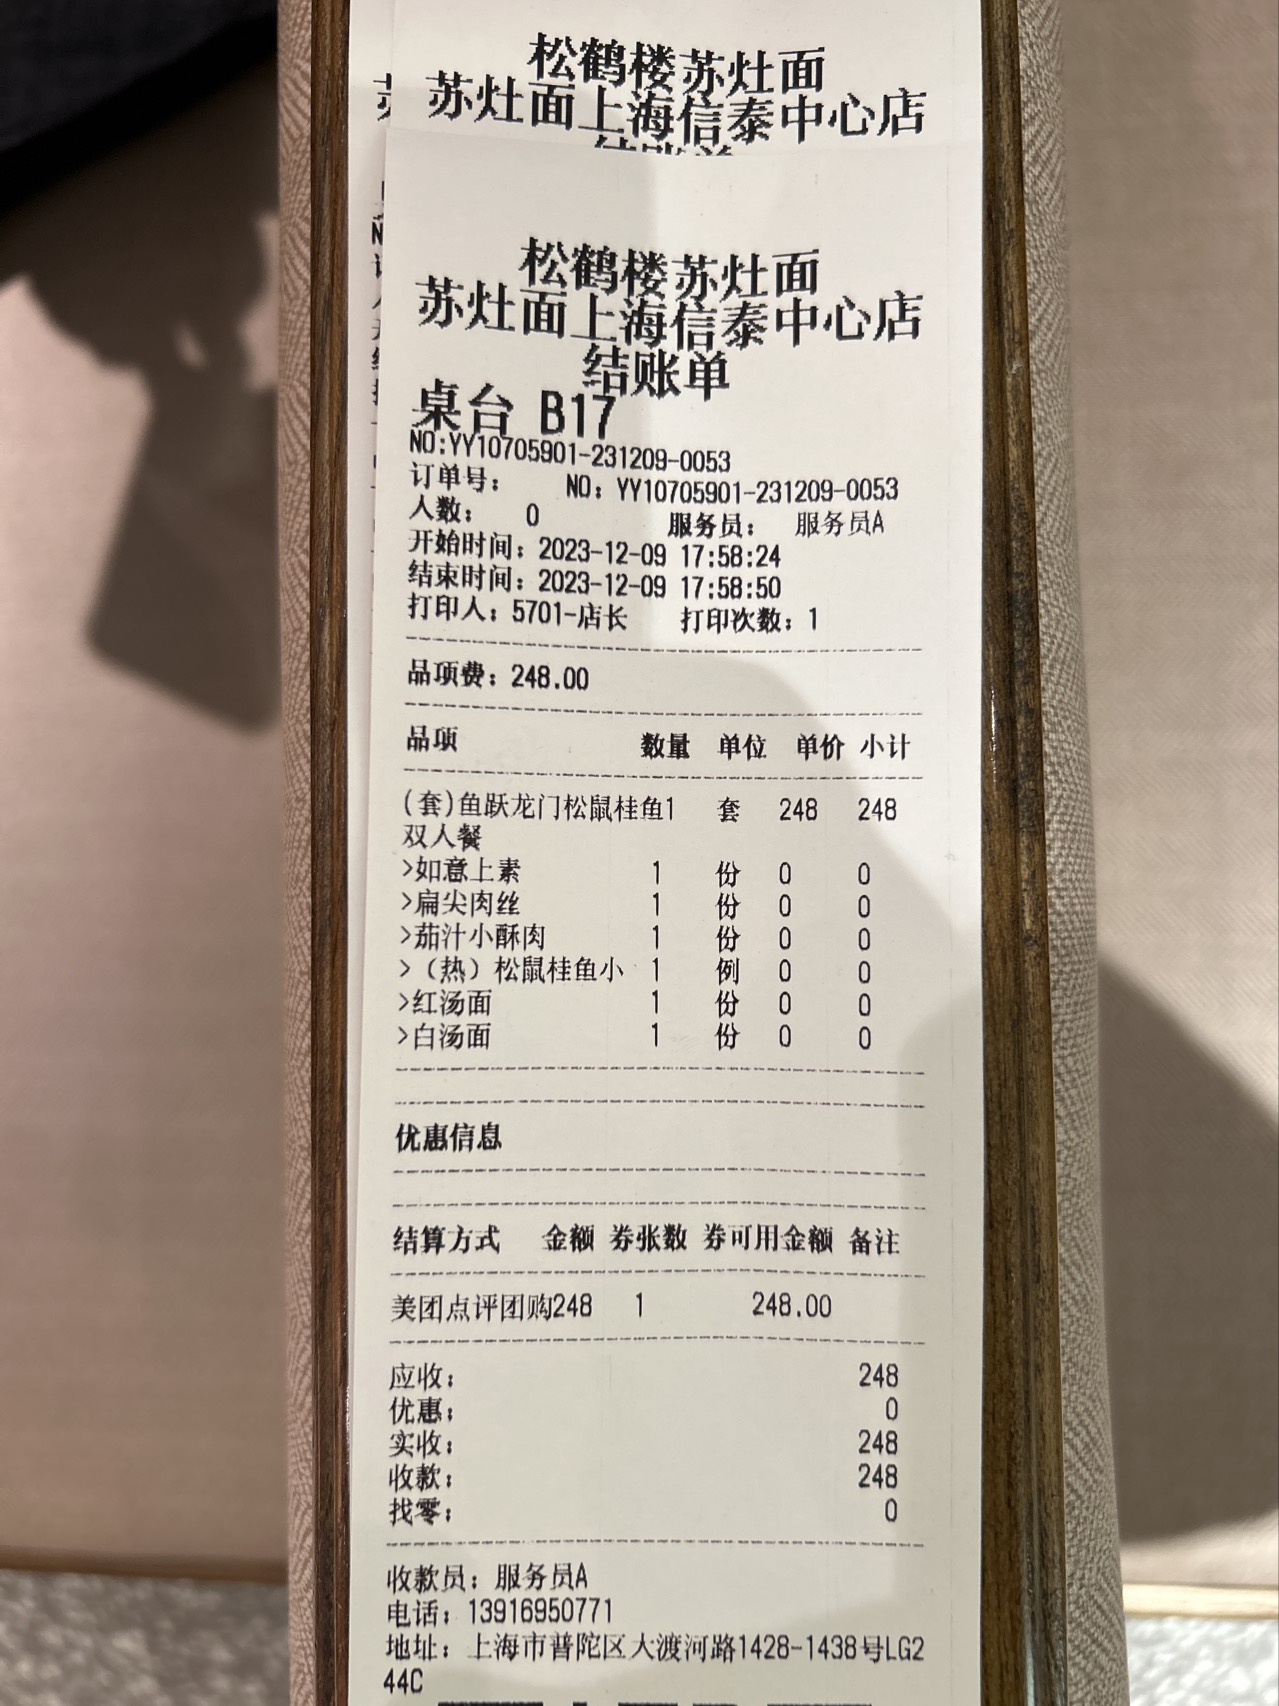 松鹤楼苏灶面
苏灶面上海信泰中心店
结账单
松鹤楼苏灶面
苏灶面上海信泰中心店
结账单
桌台 B17
NO:YY10705901-231209-0053
订单号： NO：YY10705901-231209-0053
人数： 0 服务员： 服务员A
开始时间：2023-12-09 17:58:24
结束时间：2023-12-09 17:58:50
打印人：5701-店长 打印次数：1
品项费：248.00
品项 数量 单位 单价 小计
(套)鱼跃龙门松鼠桂鱼1 套 248 248
双人餐
>如意上素 1 份 0 0
>扁尖肉丝 1 份 0 0
>茄汁小酥肉 1 份 0 0
>（热）松鼠桂鱼小 1 例 0 0
>红汤面 1 份 0 0
>白汤面 1 份 0 0
优惠信息
结算方式 金额 券张数 券可用金额 备注
美团点评团购248 1 248.00
应收： 248
优惠： 0
实收： 248
收款： 248
找零： 0
收款员：服务员A
电话：13916950771
地址：上海市普陀区大渡河路1428-1438号LG2
44C